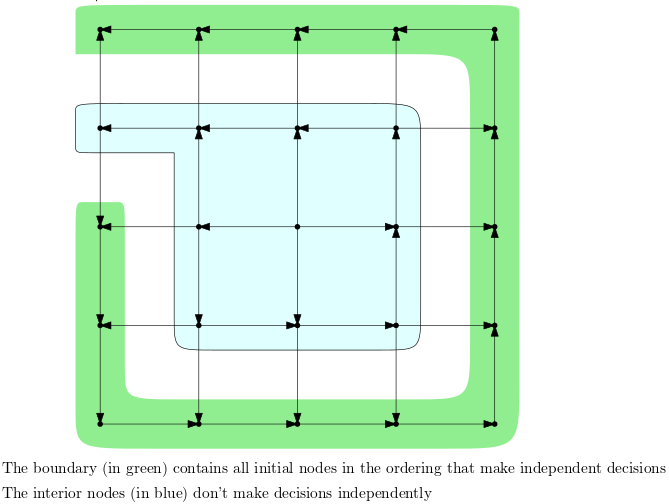 The boundary (in green) contains all initial nodes in the ordering that make independent decisions
The interior nodes (in blue) don't make decisions independently